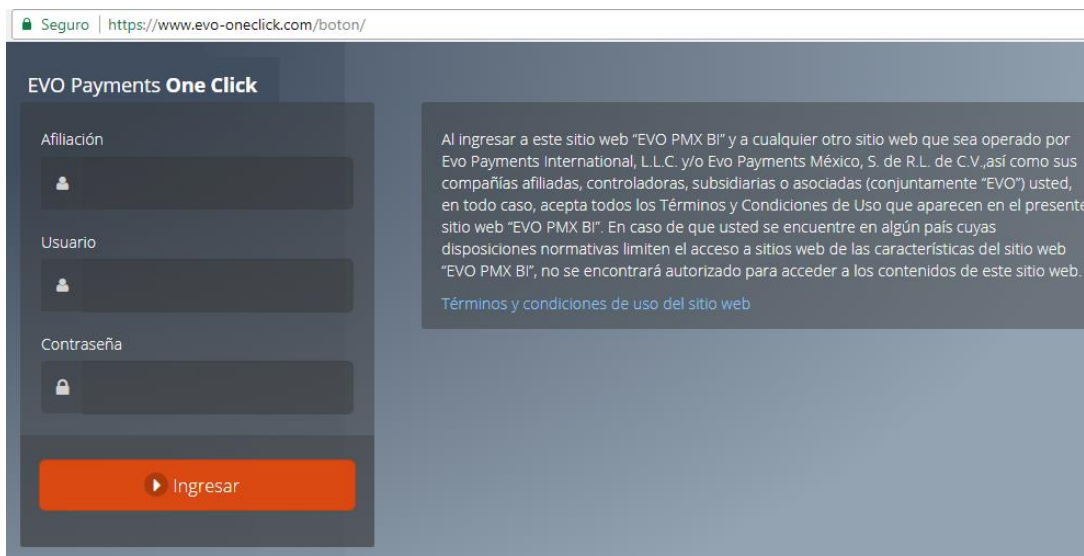 Seguro | https://www.evo-oneclick.com/boton/
EVO Payments One Click
Afiliación
Usuario
Contraseña
Ingresar
Al ingresar a este sitio web “EVO PMX BI” y a cualquier otro sitio web que sea operado por
Evo Payments International, L.L.C. y/o Evo Payments México, S. de R.L. de C.V.,así como sus
compañías afiliadas, controladoras, subsidiarias o asociadas (conjuntamente “EVO”) usted,
en todo caso, acepta todos los Términos y Condiciones de Uso que aparecen en el presente
sitio web “EVO PMX BI”. En caso de que usted se encuentre en algún país cuyas
disposiciones normativas limiten el acceso a sitios web de las características del sitio web
“EVO PMX BI”, no se encontrará autorizado para acceder a los contenidos de este sitio web.
Términos y condiciones de uso del sitio web